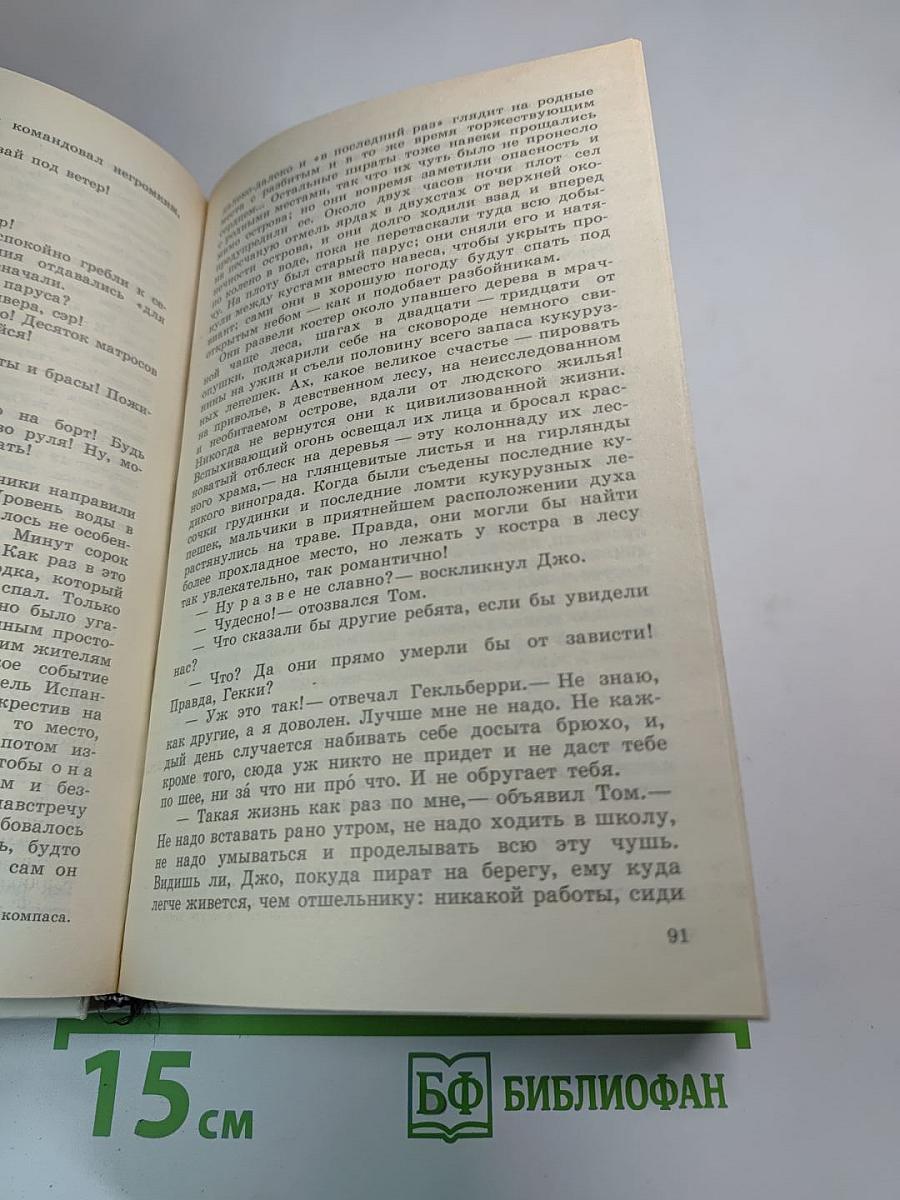 командовал негромким,
вай под ветер!
эр!
спокойно гребли к се-
ния отдавались «для
значали.
паруса?
ивера, сэр!
о! Десяток матросов
йся!
ты и брасы! Пожи-
о на борт! Будь
во руля! Ну, мо-
ать!
ники направили
Уровень воды в
лось не особен-
Минут сорок
Как раз в это
одка, который
спал. Только
но было уга-
нным просто-
им жителям
кое событие
ель Испан-
крестив на
то место,
потом из-
тобы она
м и без-
навстречу
бовалось
ь, будто
сам он
компаса.
далеко-далеко и «в последний раз» глядит на родные
места с разбитым и в то же время торжествующим
сердцем... Остальные пираты тоже навеки прощались
с родными местами, так что их чуть было не пронесло
мимо острова; но они вовремя заметили опасность и
предупредили ее. Около двух часов ночи плот сел
на песчаную отмель ярдах в двухстах от верхней око-
нечности острова, и они долго ходили взад и вперед
по колено в воде, пока не перетаскали туда всю добы-
чу. На плоту был старый парус; они сняли его и натя-
нули между кустами вместо навеса, чтобы укрыть про-
виант; сами они в хорошую погоду будут спать под
открытым небом — как и подобает разбойникам.
Они развели костер около упавшего дерева в мрач-
ной чаще леса, шагах в двадцати — тридцати от
опушки, поджарили себе на сковороде немного сви-
нины на ужин и съели половину всего запаса кукуруз-
ных лепешек. Ах, какое великое счастье — пировать
на приволье, в девственном лесу, на неисследованном
и необитаемом острове, вдали от людского жилья!
Никогда не вернутся они к цивилизованной жизни.
Вспыхивающий огонь освещал их лица и бросал крас-
новатый отблеск на деревья — эту колоннаду их лес-
ного храма,— на глянцевитые листья и на гирлянды
дикого винограда. Когда были съедены последние ку-
сочки грудинки и последние ломти кукурузных ле-
пешек, мальчики в приятнейшем расположении духа
растянулись на траве. Правда, они могли бы найти
более прохладное место, но лежать у костра в лесу
так увлекательно, так романтично!
— Ну разве не славно?— воскликнул Джо.
— Чудесно!— отозвался Том.
— Что сказали бы другие ребята, если бы увидели
нас?
— Что? Да они прямо умерли бы от зависти!
Правда, Гекки?
— Уж это так!— отвечал Гекльберри.— Не знаю,
как другие, а я доволен. Лучше мне не надо. Не каж-
дый день случается набивать себе досыта брюхо, и,
кроме того, сюда уж никто не придет и не даст тебе
по шее, ни за́ что ни про́ что. И не обругает тебя.
— Такая жизнь как раз по мне,— объявил Том.—
Не надо вставать рано утром, не надо ходить в школу,
не надо умываться и проделывать всю эту чушь.
Видишь ли, Джо, покуда пират на берегу, ему куда
легче живется, чем отшельнику: никакой работы, сиди
91
15 см
БФ БИБЛИОФАН